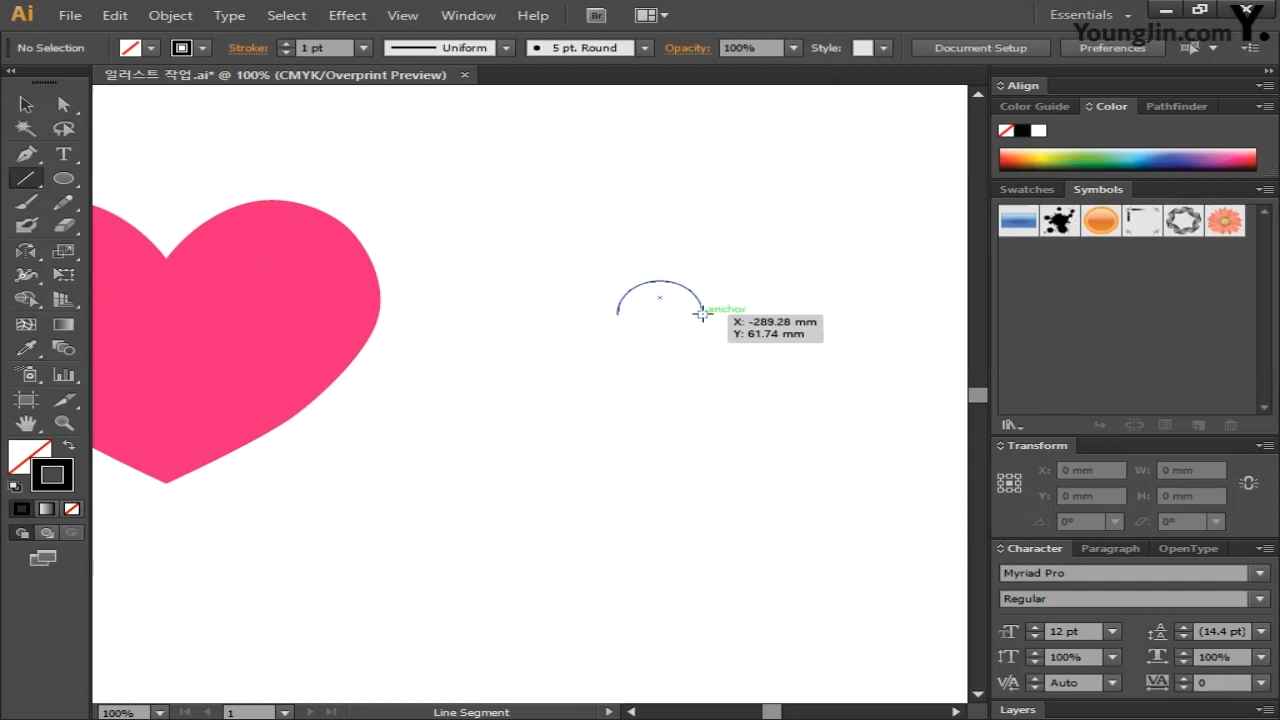 Ai File Edit Object Type Select Effect View Window Help Br Essentials
Y.
YoungJin.com
No Selection Stroke: 1 pt Uniform 5 pt. Round Opacity: 100% Style: Document Setup Preferences
일러스트 작업.ai* @ 100% (CMYK/Overprint Preview) ×
Align
Color Guide Color Pathfinder
Swatches Symbols
anchor
X: -289.28 mm
Y: 61.74 mm
Transform
X: 0 mm W: 0 mm
Y: 0 mm H: 0 mm
0° 0°
Character Paragraph OpenType
Myriad Pro
Regular
12 pt (14.4 pt)
100% 100%
Auto 0
Layers
100% 1 Line Segment